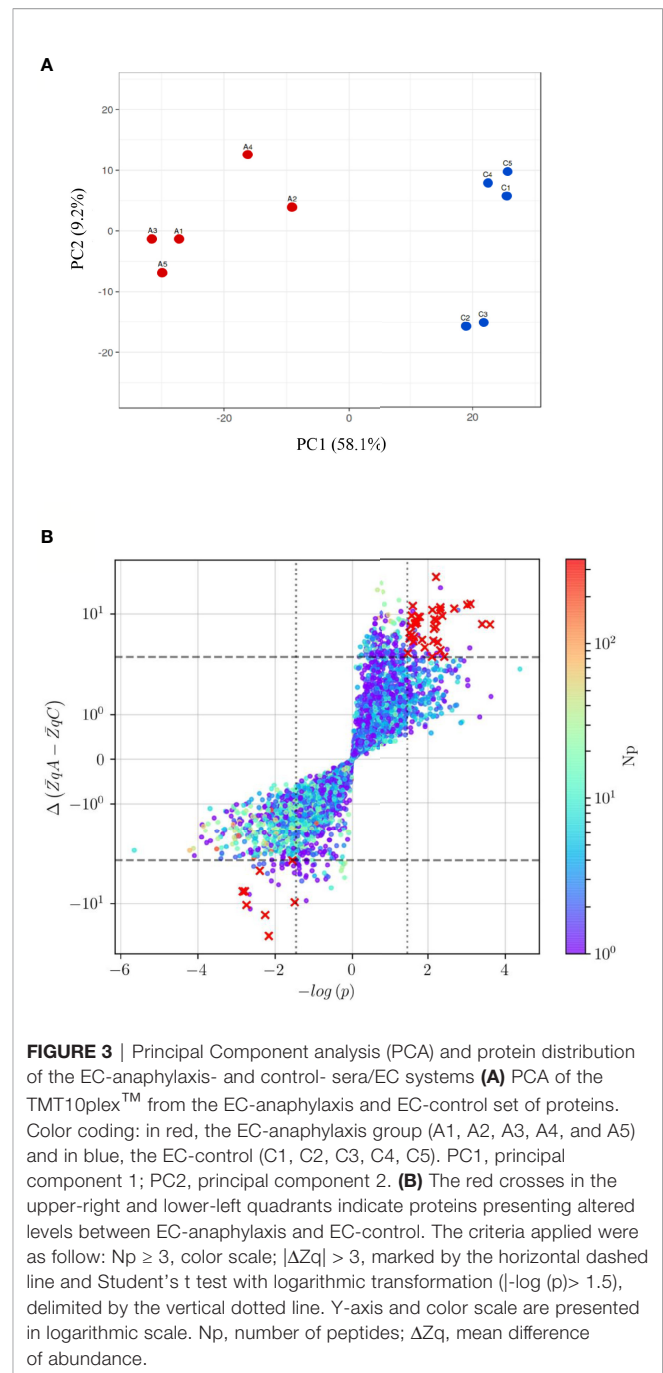 A
20
10
0
-10
-20
PC2 (9.2%)
A4
A2
A3
A1
A5
C5
C4
C1
C2
C3
-20
0
20
PC1 (58.1%)
B
10¹
10⁰
0
−10⁰
−10¹
Δ (Z̄qA − Z̄qC)
−6
−4
−2
0
2
4
−log (p)
10²
10¹
10⁰
Np
FIGURE 3 | Principal Component analysis (PCA) and protein distribution
of the EC-anaphylaxis- and control- sera/EC systems (A) PCA of the
TMT10plex™ from the EC-anaphylaxis and EC-control set of proteins.
Color coding: in red, the EC-anaphylaxis group (A1, A2, A3, A4, and A5)
and in blue, the EC-control (C1, C2, C3, C4, C5). PC1, principal
component 1; PC2, principal component 2. (B) The red crosses in the
upper-right and lower-left quadrants indicate proteins presenting altered
levels between EC-anaphylaxis and EC-control. The criteria applied were
as follow: Np ≥ 3, color scale; |ΔZq| > 3, marked by the horizontal dashed
line and Student's t test with logarithmic transformation (|-log (p)> 1.5),
delimited by the vertical dotted line. Y-axis and color scale are presented
in logarithmic scale. Np, number of peptides; ΔZq, mean difference
of abundance.